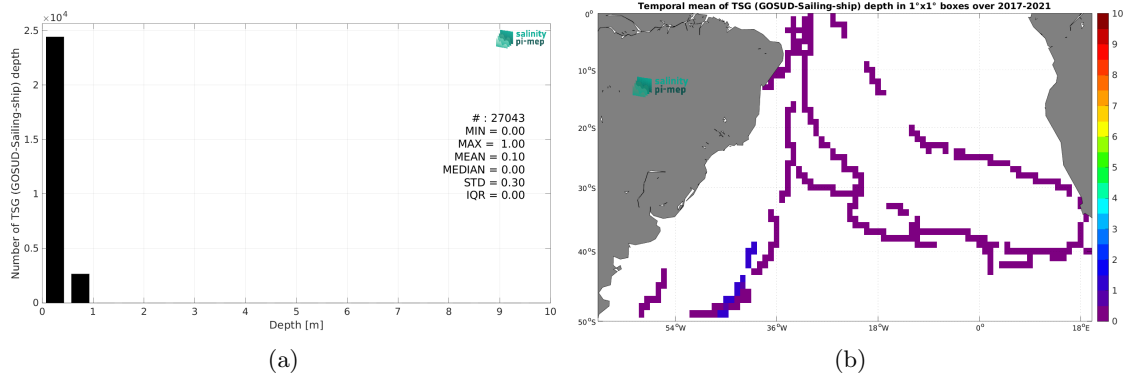 ×10⁴
2.5
2
1.5
1
0.5
0
Number of TSG (GOSUD-Sailing-ship) depth
salinity
pi-mep
# : 27043
MIN = 0.00
MAX = 1.00
MEAN = 0.10
MEDIAN = 0.00
STD = 0.30
IQR = 0.00
0 1 2 3 4 5 6 7 8 9 10
Depth [m]
(a)
Temporal mean of TSG (GOSUD-Sailing-ship) depth in 1°x1° boxes over 2017-2021
0°
10°S
20°S
30°S
40°S
50°S
salinity
pi-mep
54°W 36°W 18°W 0° 18°E
10
9
8
7
6
5
4
3
2
1
0
(b)